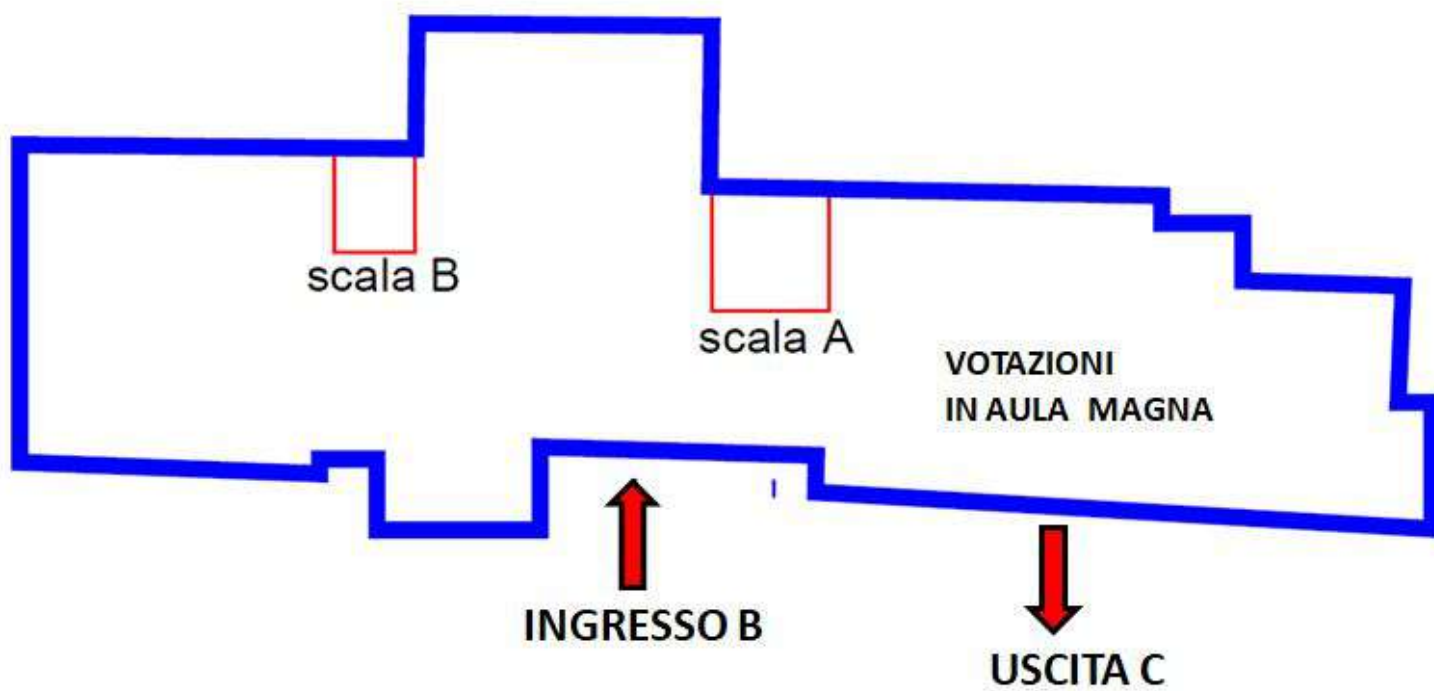 scala B
scala A
VOTAZIONI
IN AULA MAGNA
INGRESSO B
USCITA C